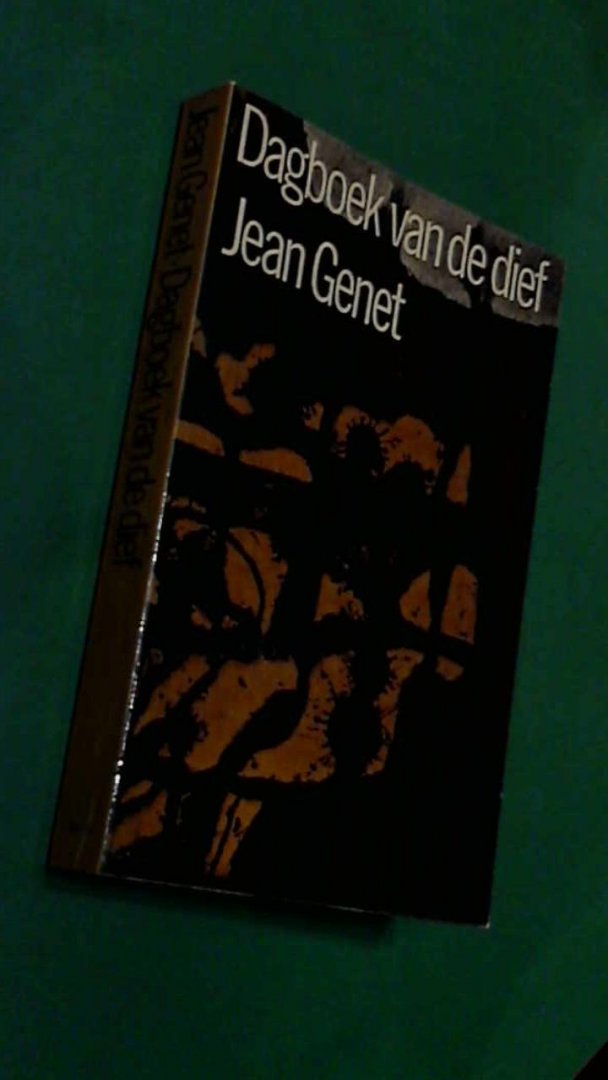 Dagboek van de dief
Jean Genet
Jean Genet: Dagboek van de dief